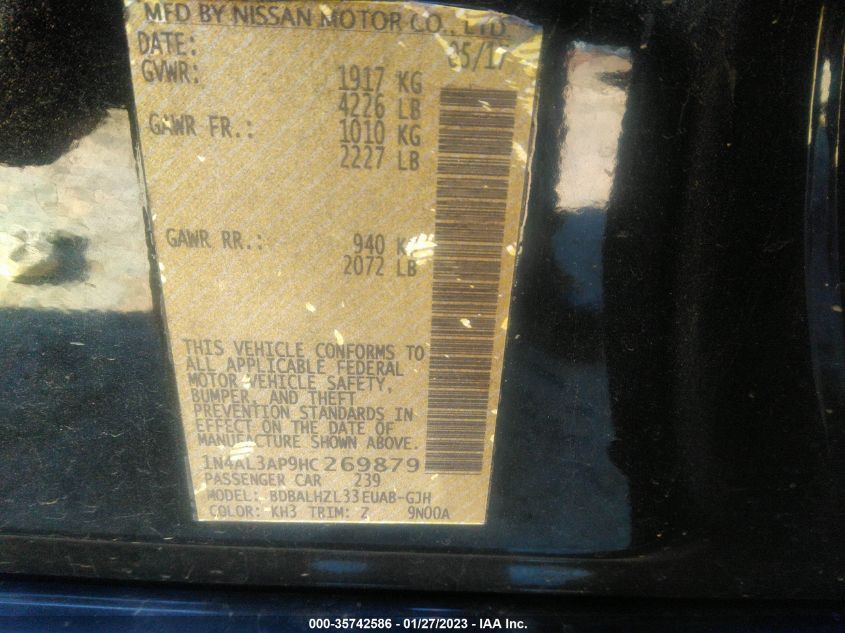 MFD BY NISSAN MOTOR CO., LTD.
DATE: 05/17
GVWR: 1917 KG
4226 LB
GAWR FR.: 1010 KG
2227 LB
GAWR RR.: 940 KG
2072 LB
THIS VEHICLE CONFORMS TO
ALL APPLICABLE FEDERAL
MOTOR VEHICLE SAFETY,
BUMPER, AND THEFT
PREVENTION STANDARDS IN
EFFECT ON THE DATE OF
MANUFACTURE SHOWN ABOVE.
1N4AL3AP9HC269879
PASSENGER CAR 239
MODEL: BDBALHZL33EUAB-GJH
COLOR: KH3 TRIM: Z 9N00A
000-35742586 - 01/27/2023 - IAA Inc.